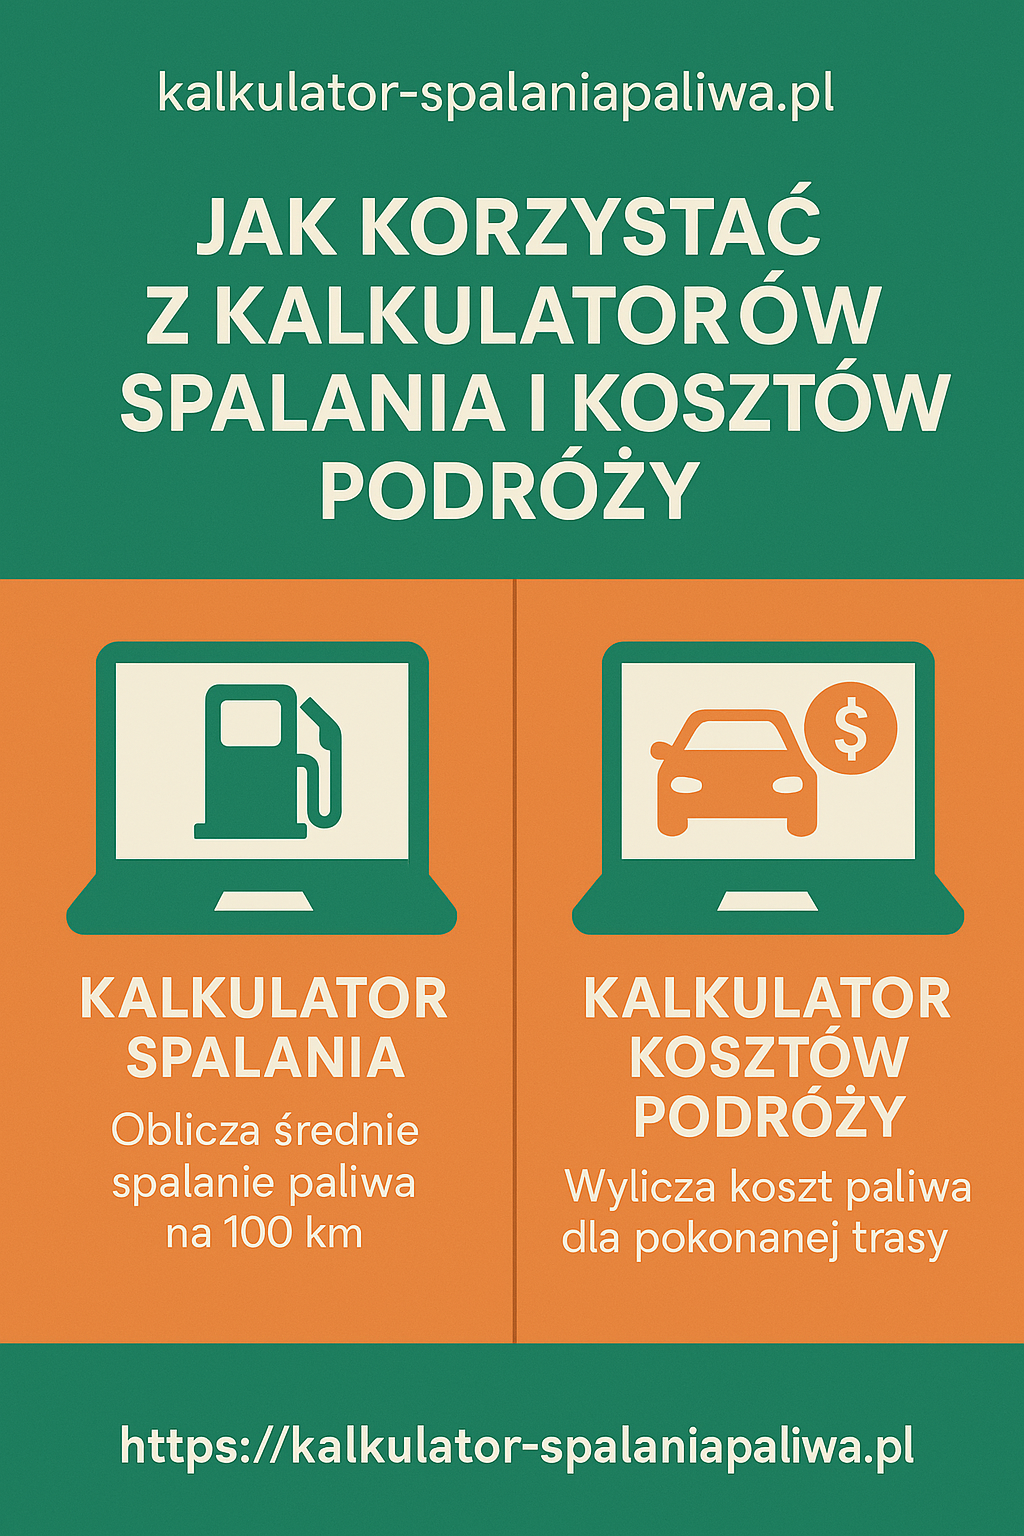 kalkulator-spalaniapaliwa.pl
JAK KORZYSTAĆ
Z KALKULATORÓW
SPALANIA I KOSZTÓW
PODRÓŻY
$
KALKULATOR
SPALANIA
Oblicza średnie
spalanie paliwa
na 100 km
KALKULATOR
KOSZTÓW
PODRÓŻY
Wylicza koszt paliwa
dla pokonanej trasy
https://kalkulator-spalaniapaliwa.pl